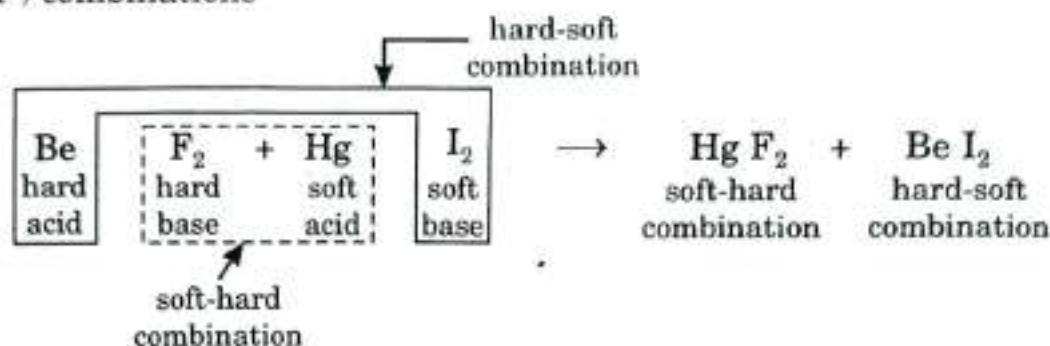 hard-soft
combination
Be F₂ + Hg I₂ → Hg F₂ + Be I₂
hard hard soft soft soft-hard hard-soft
acid base acid base combination combination
soft-hard
combination